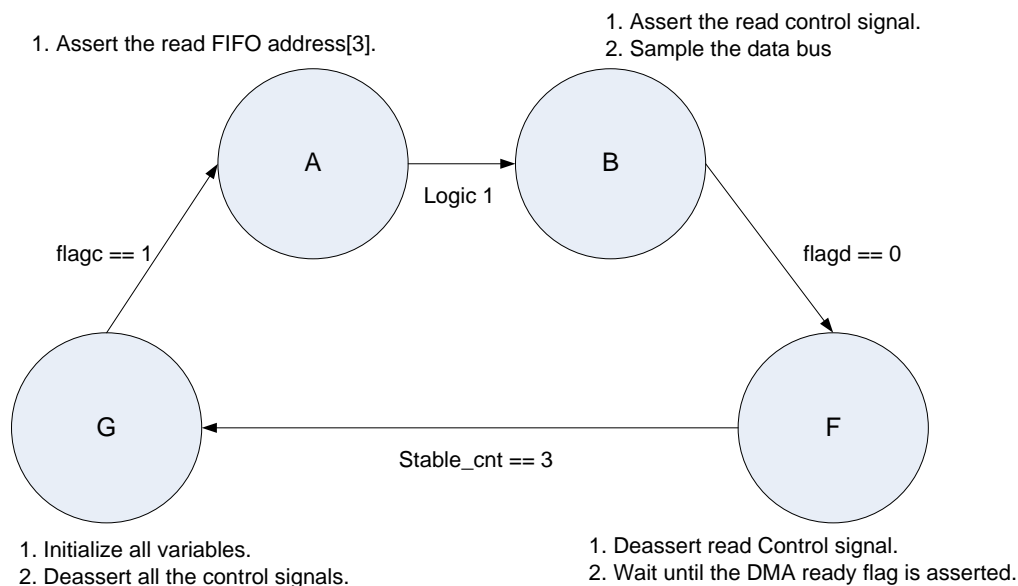 1. Assert the read control signal.
2. Sample the data bus
1. Assert the read FIFO address[3].
A
B
Logic 1
flagc == 1
flagd == 0
G
F
Stable_cnt == 3
1. Initialize all variables.
2. Deassert all the control signals.
1. Deassert read Control signal.
2. Wait until the DMA ready flag is asserted.